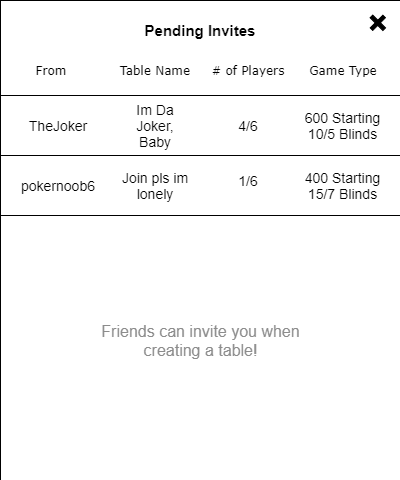 Pending Invites
From Table Name # of Players Game Type
TheJoker
Im Da
Joker,
Baby
4/6
600 Starting
10/5 Blinds
pokernoob6
Join pls im
lonely
1/6
400 Starting
15/7 Blinds
Friends can invite you when
creating a table!